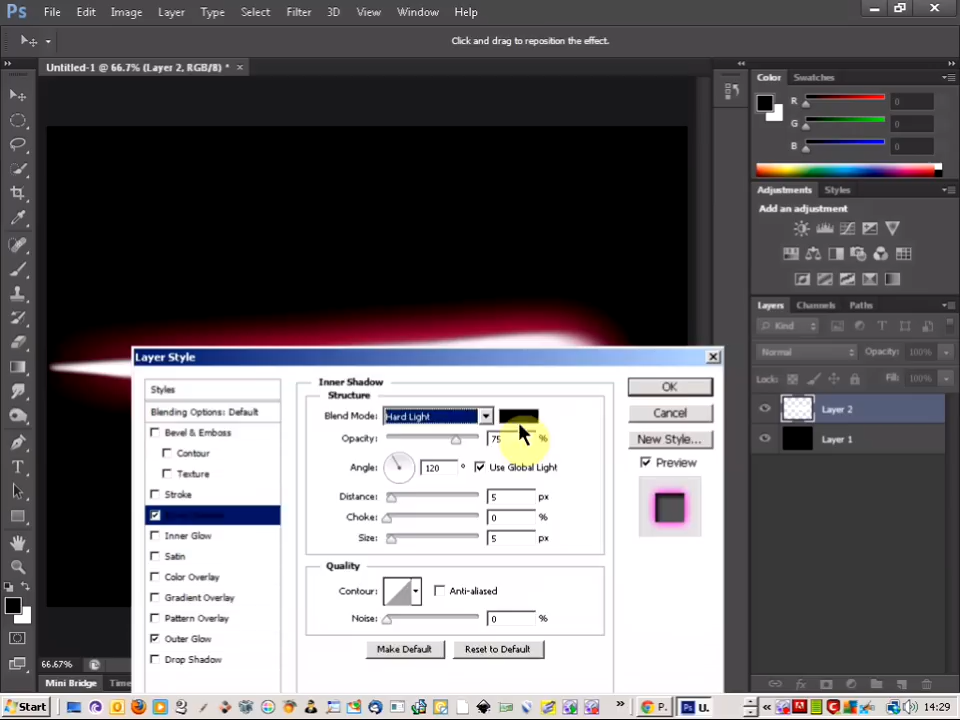 Ps File Edit Image Layer Type Select Filter 3D View Window Help
Click and drag to reposition the effect.
Untitled-1 @ 66.7% (Layer 2, RGB/8) * ×
Color Swatches
R 0
G 0
B 0
Adjustments Styles
Add an adjustment
Layers Channels Paths
Kind
Normal Opacity: 100%
Lock: Fill: 100%
Layer 2
Layer 1
Layer Style
Styles
Blending Options: Default
Bevel & Emboss
Contour
Texture
Stroke
Inner Glow
Satin
Color Overlay
Gradient Overlay
Pattern Overlay
Outer Glow
Drop Shadow
Inner Shadow
Structure
Blend Mode: Hard Light
Opacity: 75 %
Angle: 120 ° Use Global Light
Distance: 5 px
Choke: 0 %
Size: 5 px
Quality
Contour: Anti-aliased
Noise: 0 %
Make Default Reset to Default
OK
Cancel
New Style...
Preview
66.67%
Mini Bridge Time
Start P. Ps U. 14:29